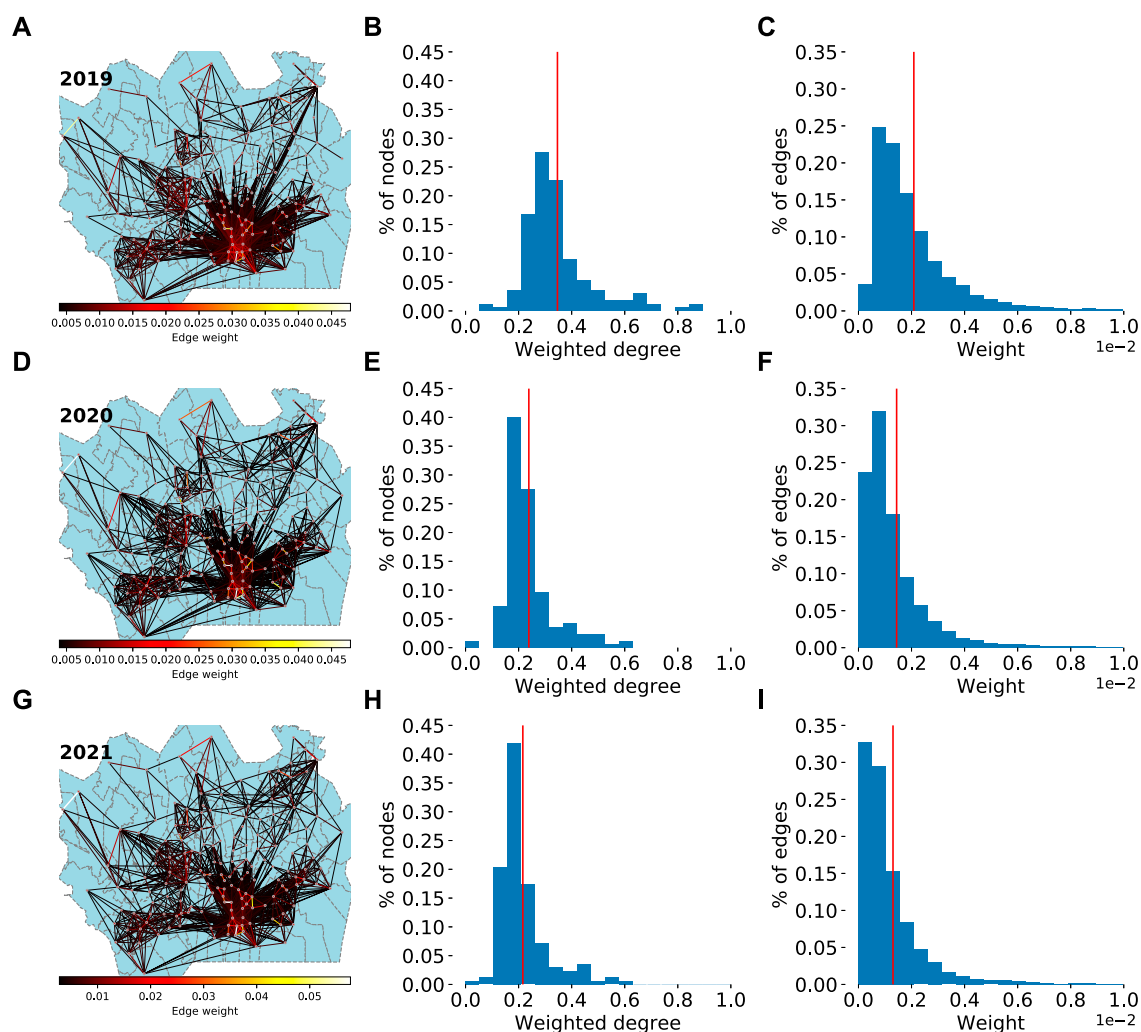 A
B
C
2019
0.005 0.010 0.015 0.020 0.025 0.030 0.035 0.040 0.045
Edge weight
% of nodes
0.45
0.40
0.35
0.30
0.25
0.20
0.15
0.10
0.05
0.00
0.0 0.2 0.4 0.6 0.8 1.0
Weighted degree
% of edges
0.35
0.30
0.25
0.20
0.15
0.10
0.05
0.00
0.0 0.2 0.4 0.6 0.8 1.0
Weight
1e−2
D
E
F
2020
0.005 0.010 0.015 0.020 0.025 0.030 0.035 0.040 0.045
Edge weight
% of nodes
0.45
0.40
0.35
0.30
0.25
0.20
0.15
0.10
0.05
0.00
0.0 0.2 0.4 0.6 0.8 1.0
Weighted degree
% of edges
0.35
0.30
0.25
0.20
0.15
0.10
0.05
0.00
0.0 0.2 0.4 0.6 0.8 1.0
Weight
1e−2
G
H
I
2021
0.01 0.02 0.03 0.04 0.05
Edge weight
% of nodes
0.45
0.40
0.35
0.30
0.25
0.20
0.15
0.10
0.05
0.00
0.0 0.2 0.4 0.6 0.8 1.0
Weighted degree
% of edges
0.35
0.30
0.25
0.20
0.15
0.10
0.05
0.00
0.0 0.2 0.4 0.6 0.8 1.0
Weight
1e−2